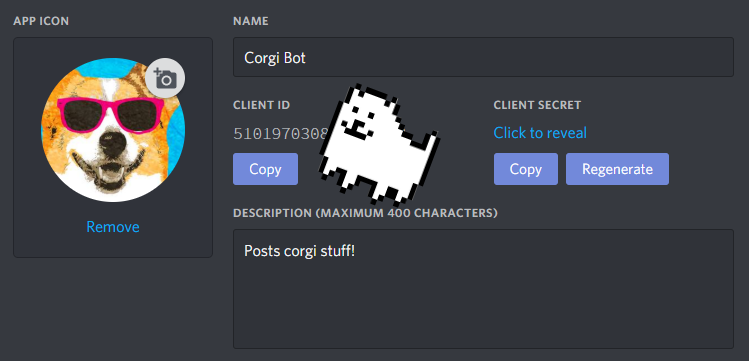 APP ICON
Remove
NAME
Corgi Bot
CLIENT ID
5101970308
Copy
CLIENT SECRET
Click to reveal
Copy Regenerate
DESCRIPTION (MAXIMUM 400 CHARACTERS)
Posts corgi stuff!